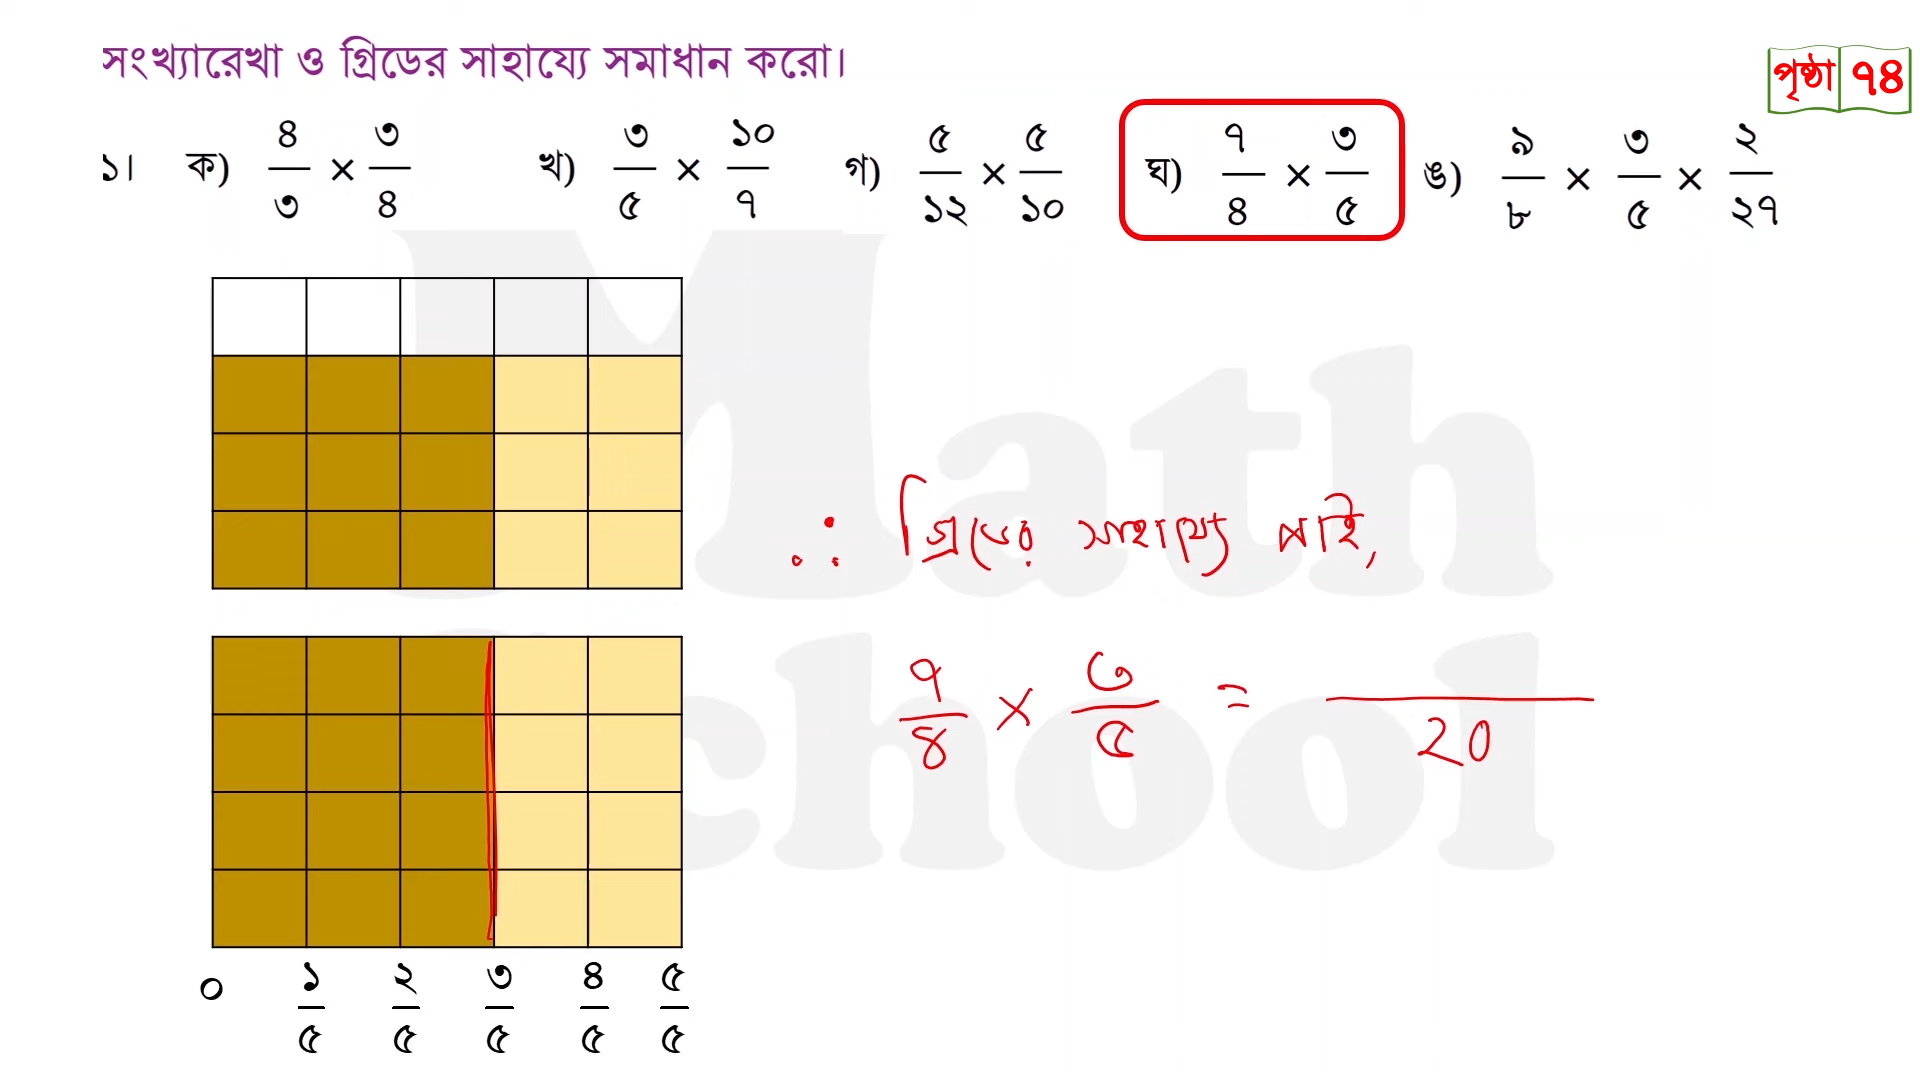 সংখ্যারেখা ও গ্রিডের সাহায্যে সমাধান করো।
পৃষ্ঠা ৭৪
১। ক) ৪/৩ × ৩/৪ খ) ৩/৫ × ১০/৭ গ) ৫/১২ × ৫/১০ ঘ) ৭/৪ × ৩/৫ ঙ) ৯/৮ × ৩/৫ × ২/২৭
Math
School
∴ গ্রিডের সাহায্যে পাই,
৭/৪ × ৩/৫ = /20
০ ১/৫ ২/৫ ৩/৫ ৪/৫ ৫/৫